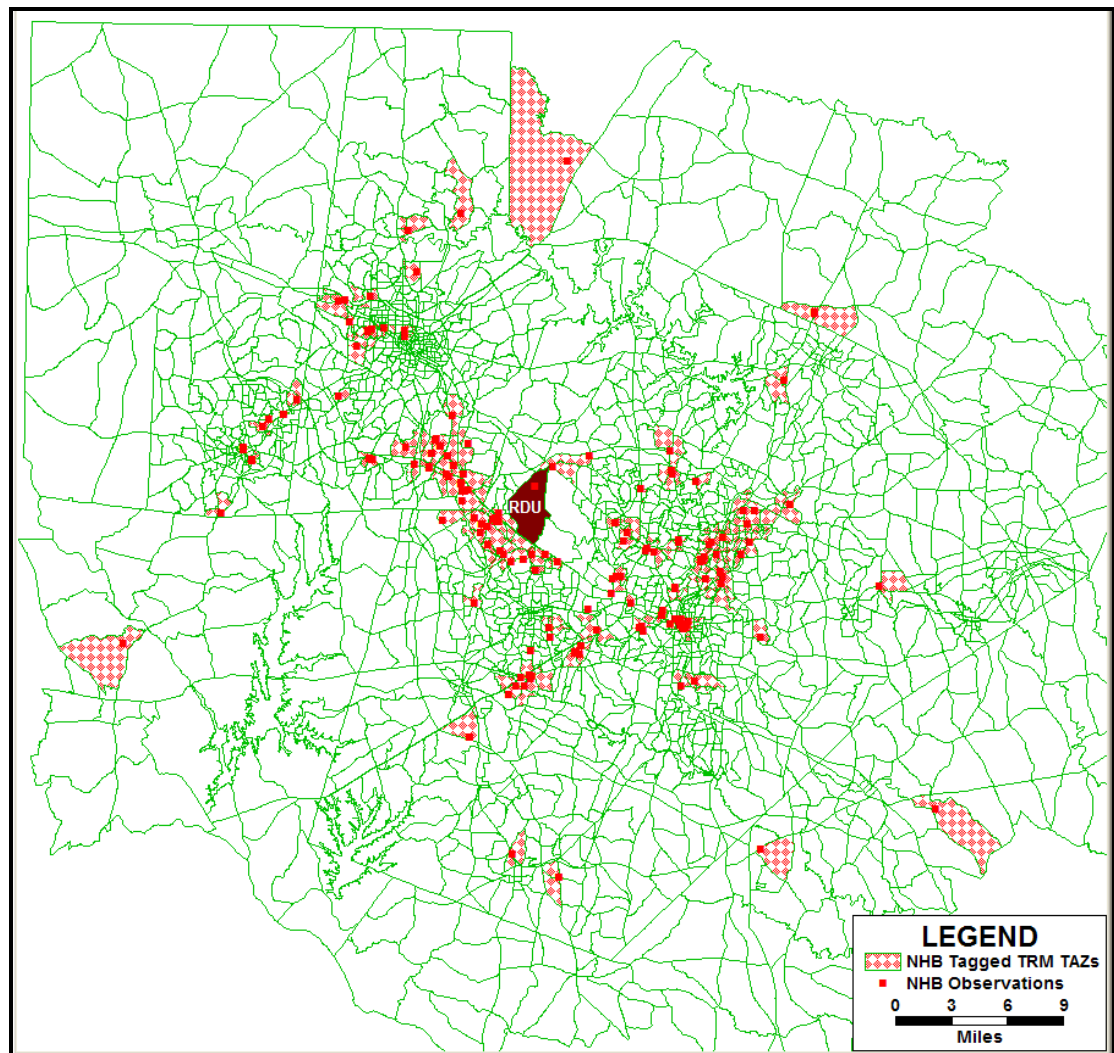 RDU
LEGEND
NHB Tagged TRM TAZs
NHB Observations
0 3 6 9
Miles